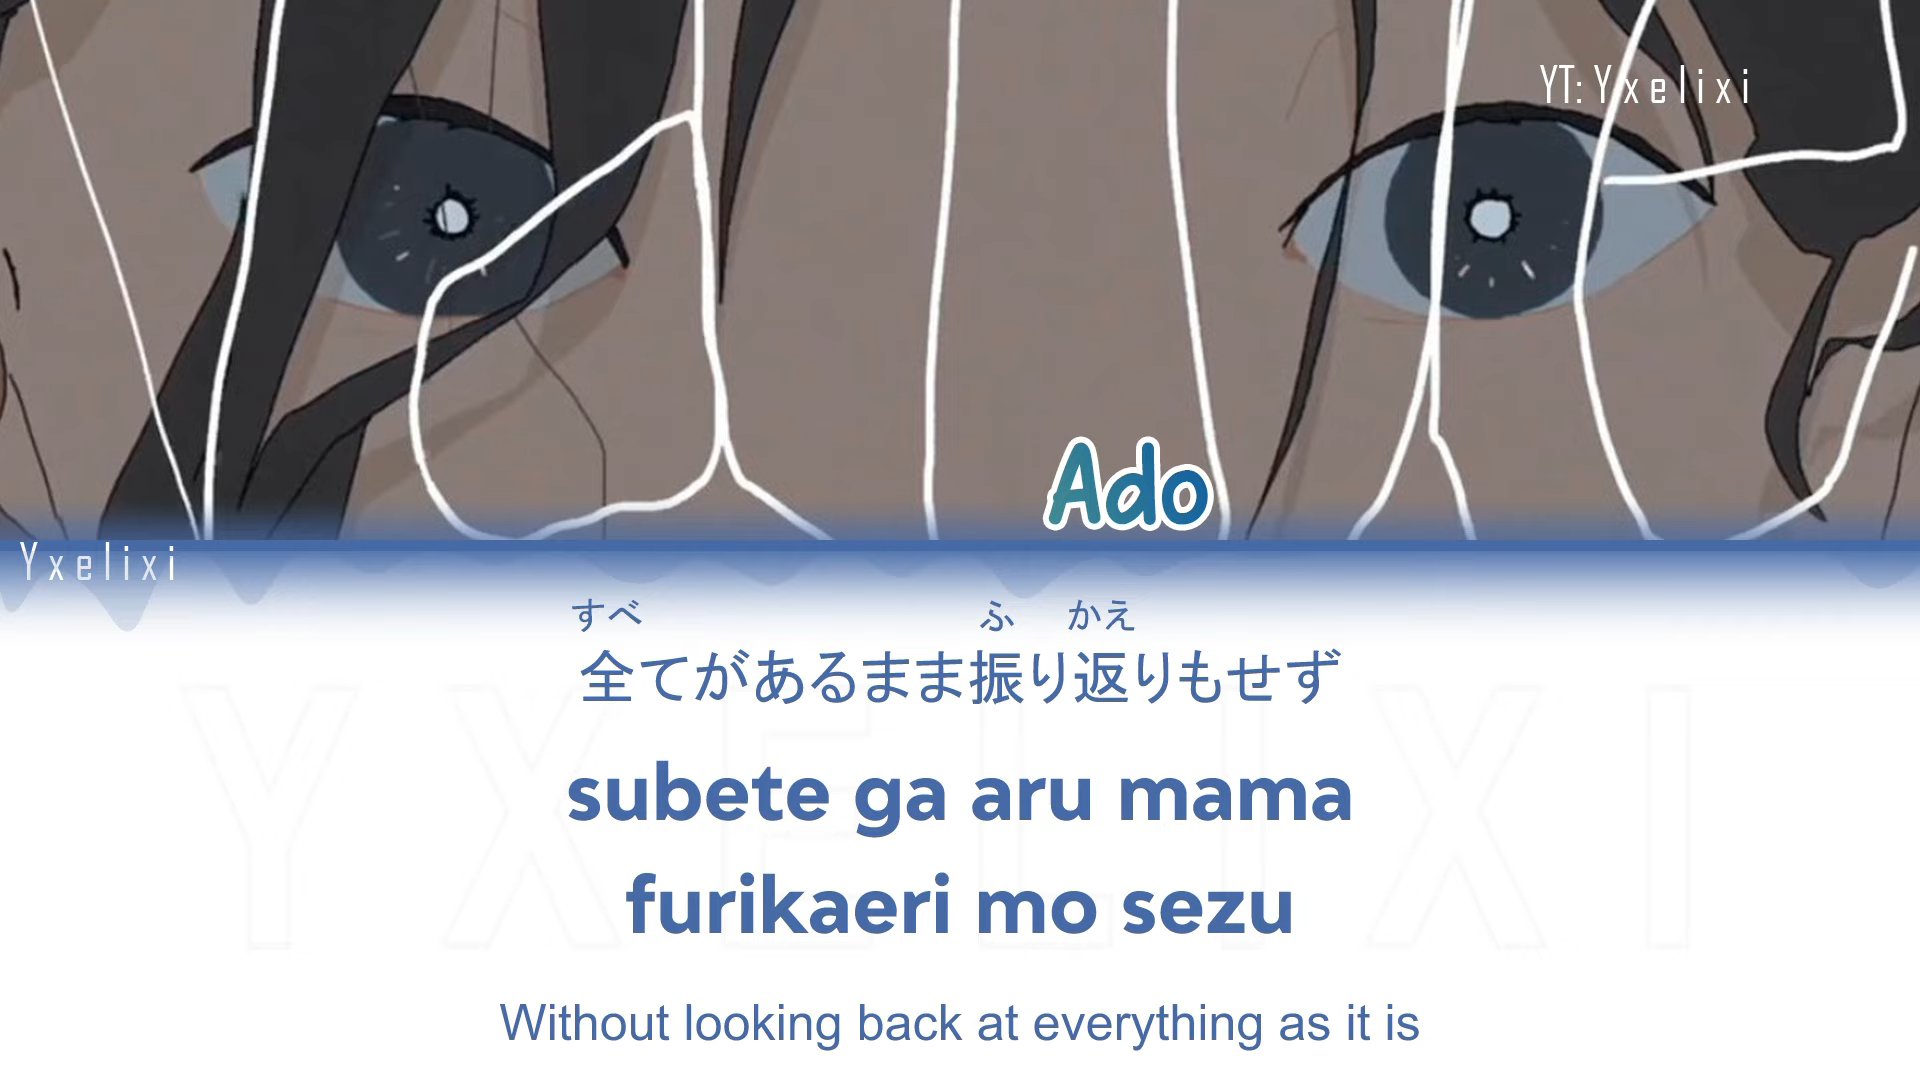 YT: Yxelixi
Ado
Yxelixi
すべ ふ かえ
全てがあるまま振り返りもせず
subete ga aru mama
furikaeri mo sezu
Without looking back at everything as it is
YXELIXI